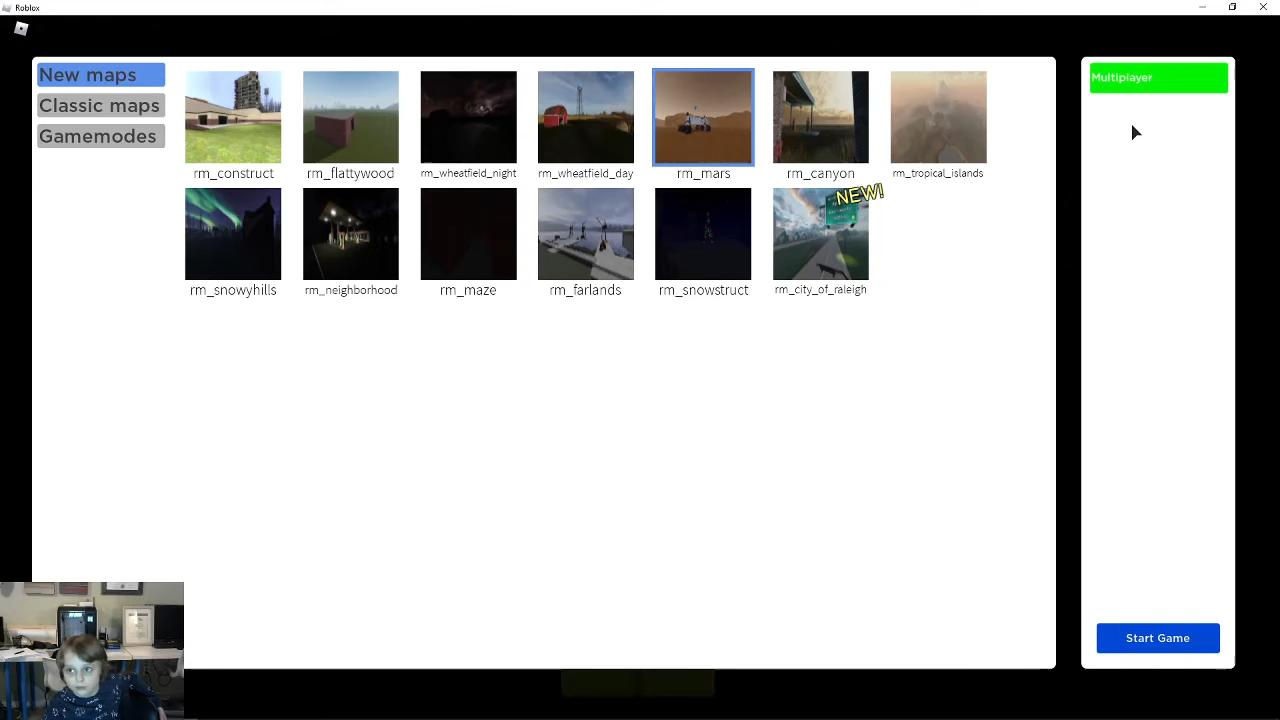 Roblox
New maps
Classic maps
Gamemodes
rm_construct
rm_flattywood
rm_wheatfield_night
rm_wheatfield_day
rm_mars
rm_canyon
rm_tropical_islands
NEW!
rm_snowyhills
rm_neighborhood
rm_maze
rm_farlands
rm_snowstruct
rm_city_of_raleigh
Multiplayer
Start Game